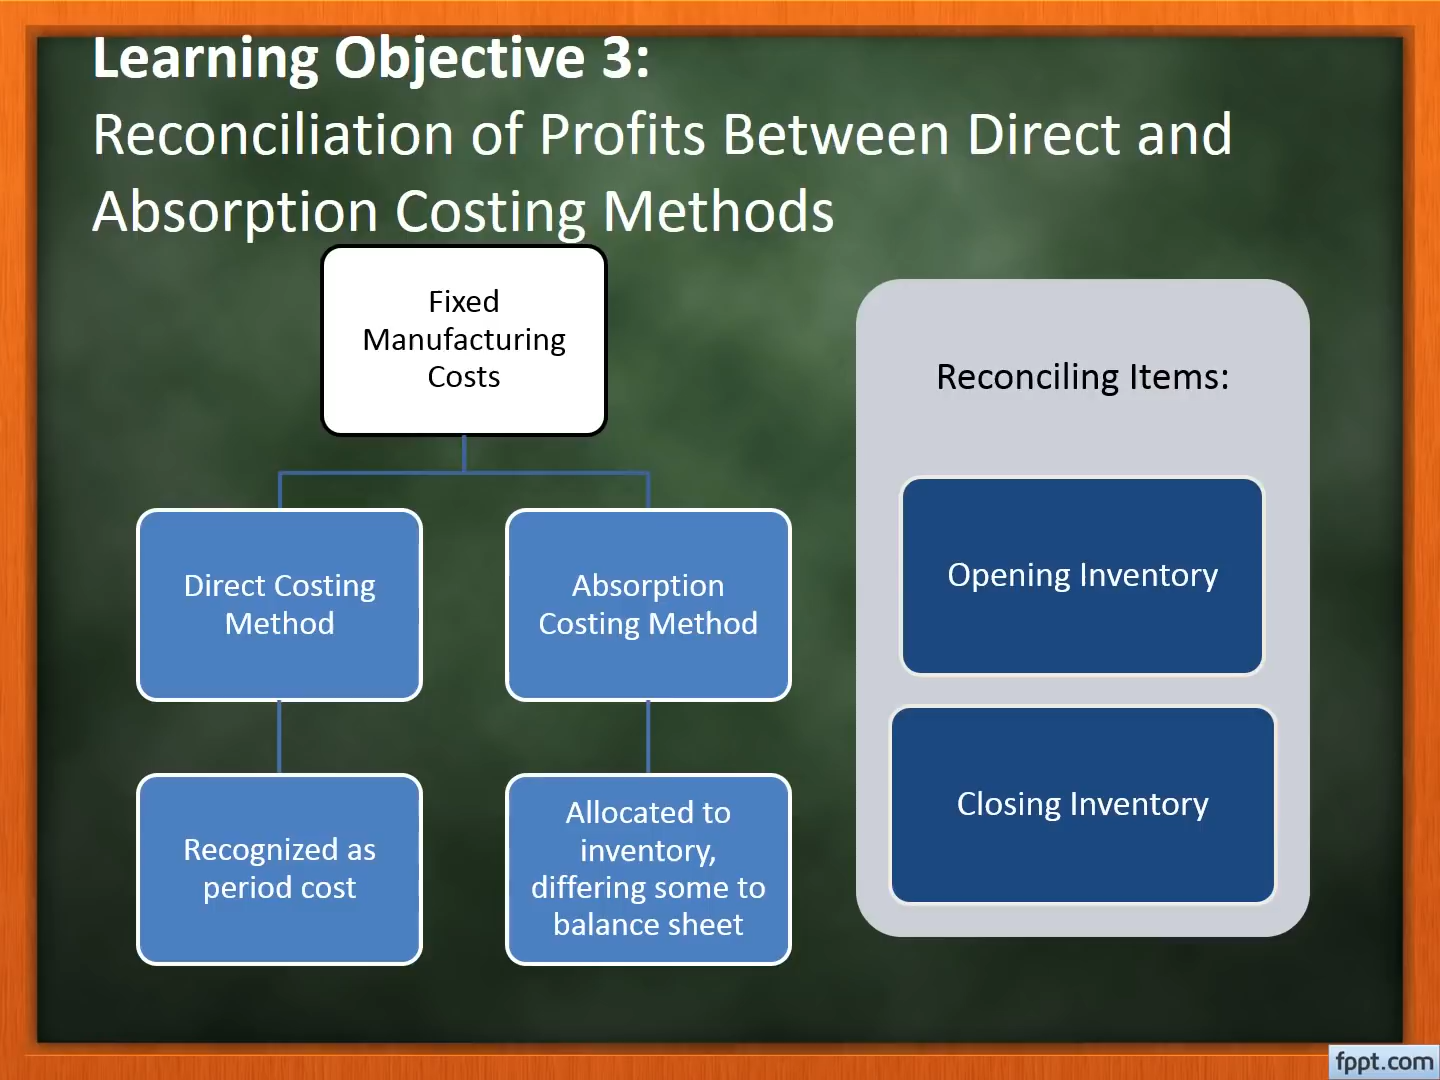 Learning Objective 3:
Reconciliation of Profits Between Direct and
Absorption Costing Methods
Fixed
Manufacturing
Costs
Direct Costing
Method
Absorption
Costing Method
Recognized as
period cost
Allocated to
inventory,
differing some to
balance sheet
Reconciling Items:
Opening Inventory
Closing Inventory
fppt.com